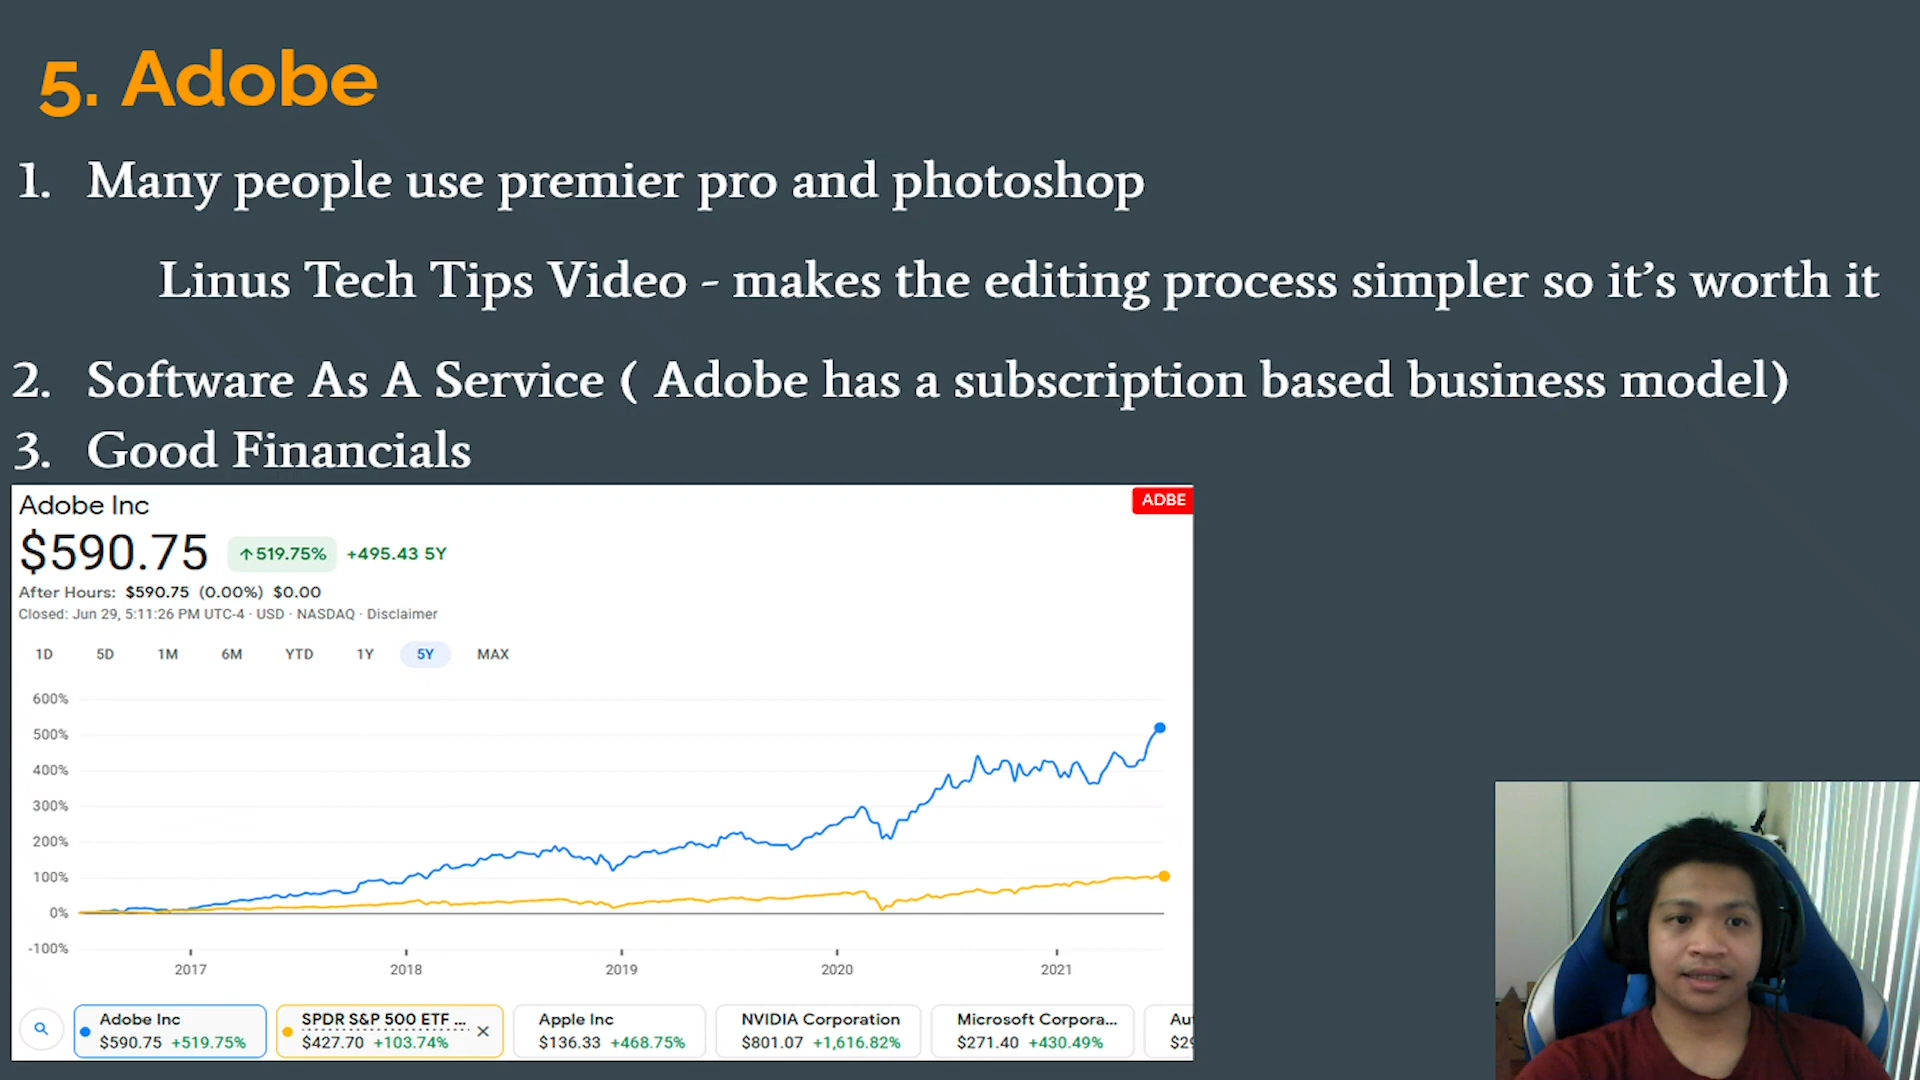 5. Adobe
1. Many people use premier pro and photoshop
Linus Tech Tips Video - makes the editing process simpler so it's worth it
2. Software As A Service ( Adobe has a subscription based business model)
3. Good Financials
Adobe Inc
ADBE
$590.75 ↑519.75% +495.43 5Y
After Hours: $590.75 (0.00%) $0.00
Closed: Jun 29, 5:11:26 PM UTC-4 · USD · NASDAQ · Disclaimer
1D 5D 1M 6M YTD 1Y 5Y MAX
600%
500%
400%
300%
200%
100%
0%
-100%
2017 2018 2019 2020 2021
Adobe Inc
$590.75 +519.75%
SPDR S&P 500 ETF ...
$427.70 +103.74%
Apple Inc
$136.33 +468.75%
NVIDIA Corporation
$801.07 +1,616.82%
Microsoft Corpora...
$271.40 +430.49%